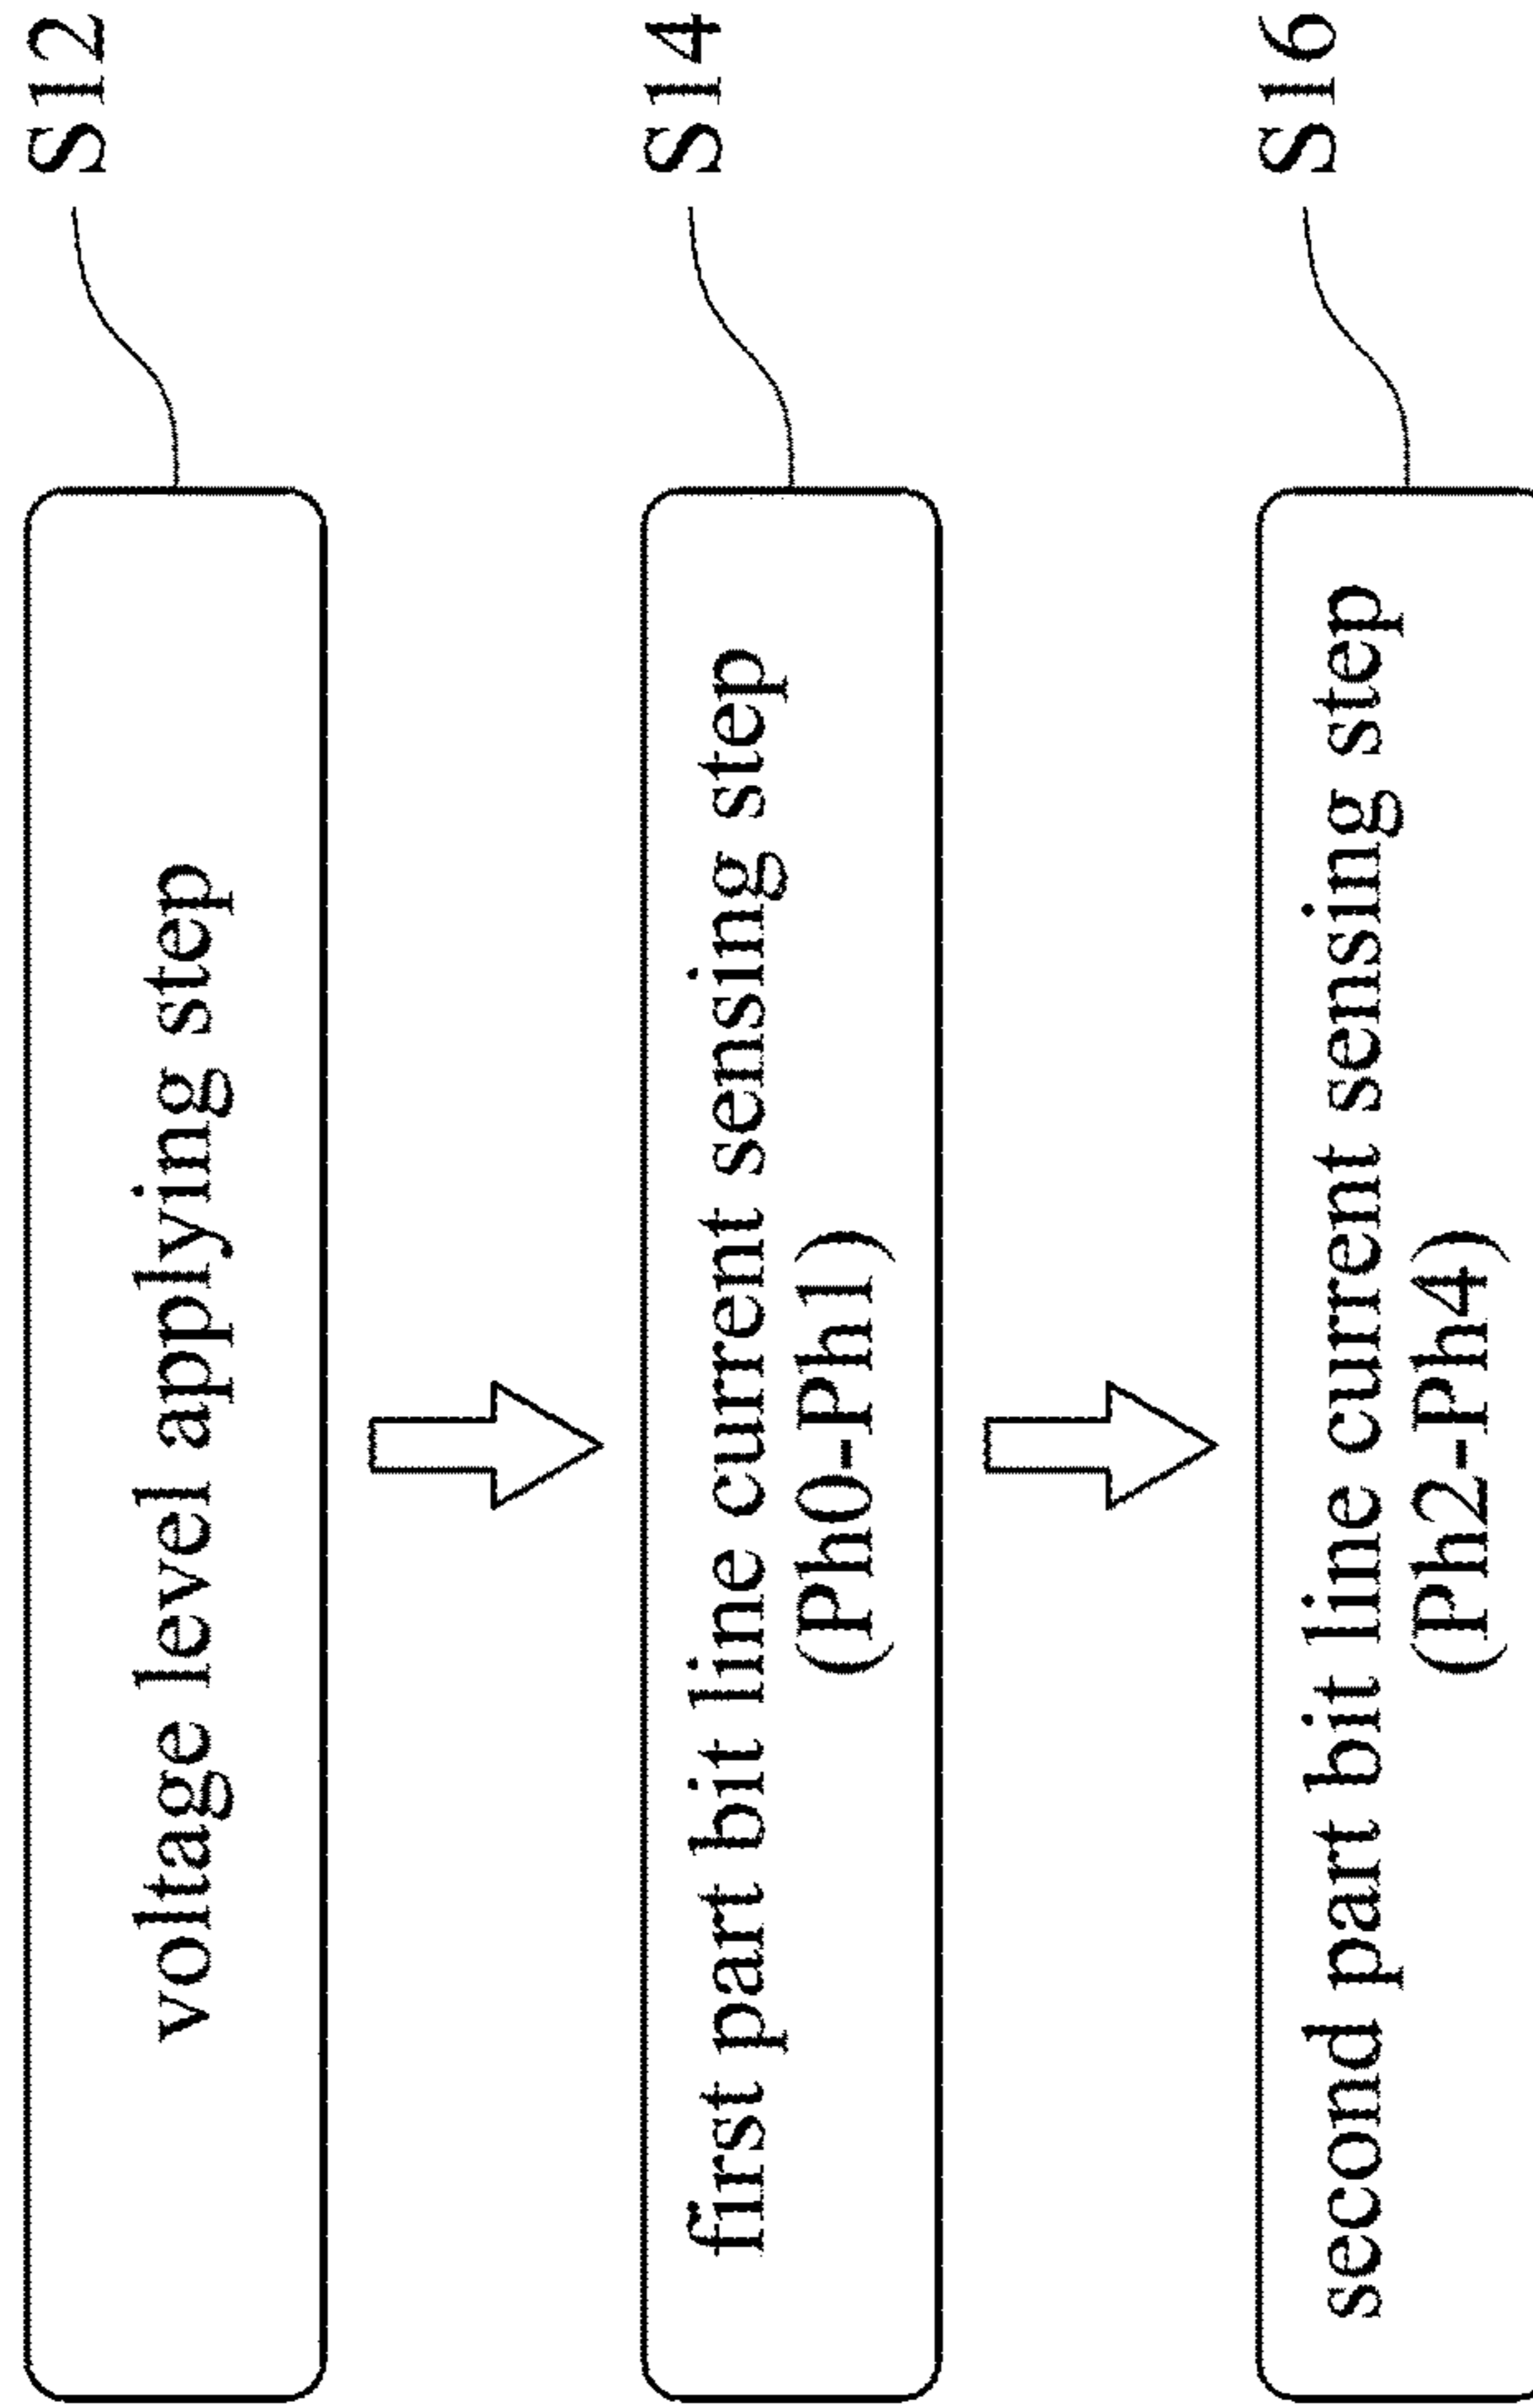 S12
voltage level applying step
S14
first part bit line current sensing step
(Ph0-Ph1)
S16
second part bit line current sensing step
(Ph2-Ph4)